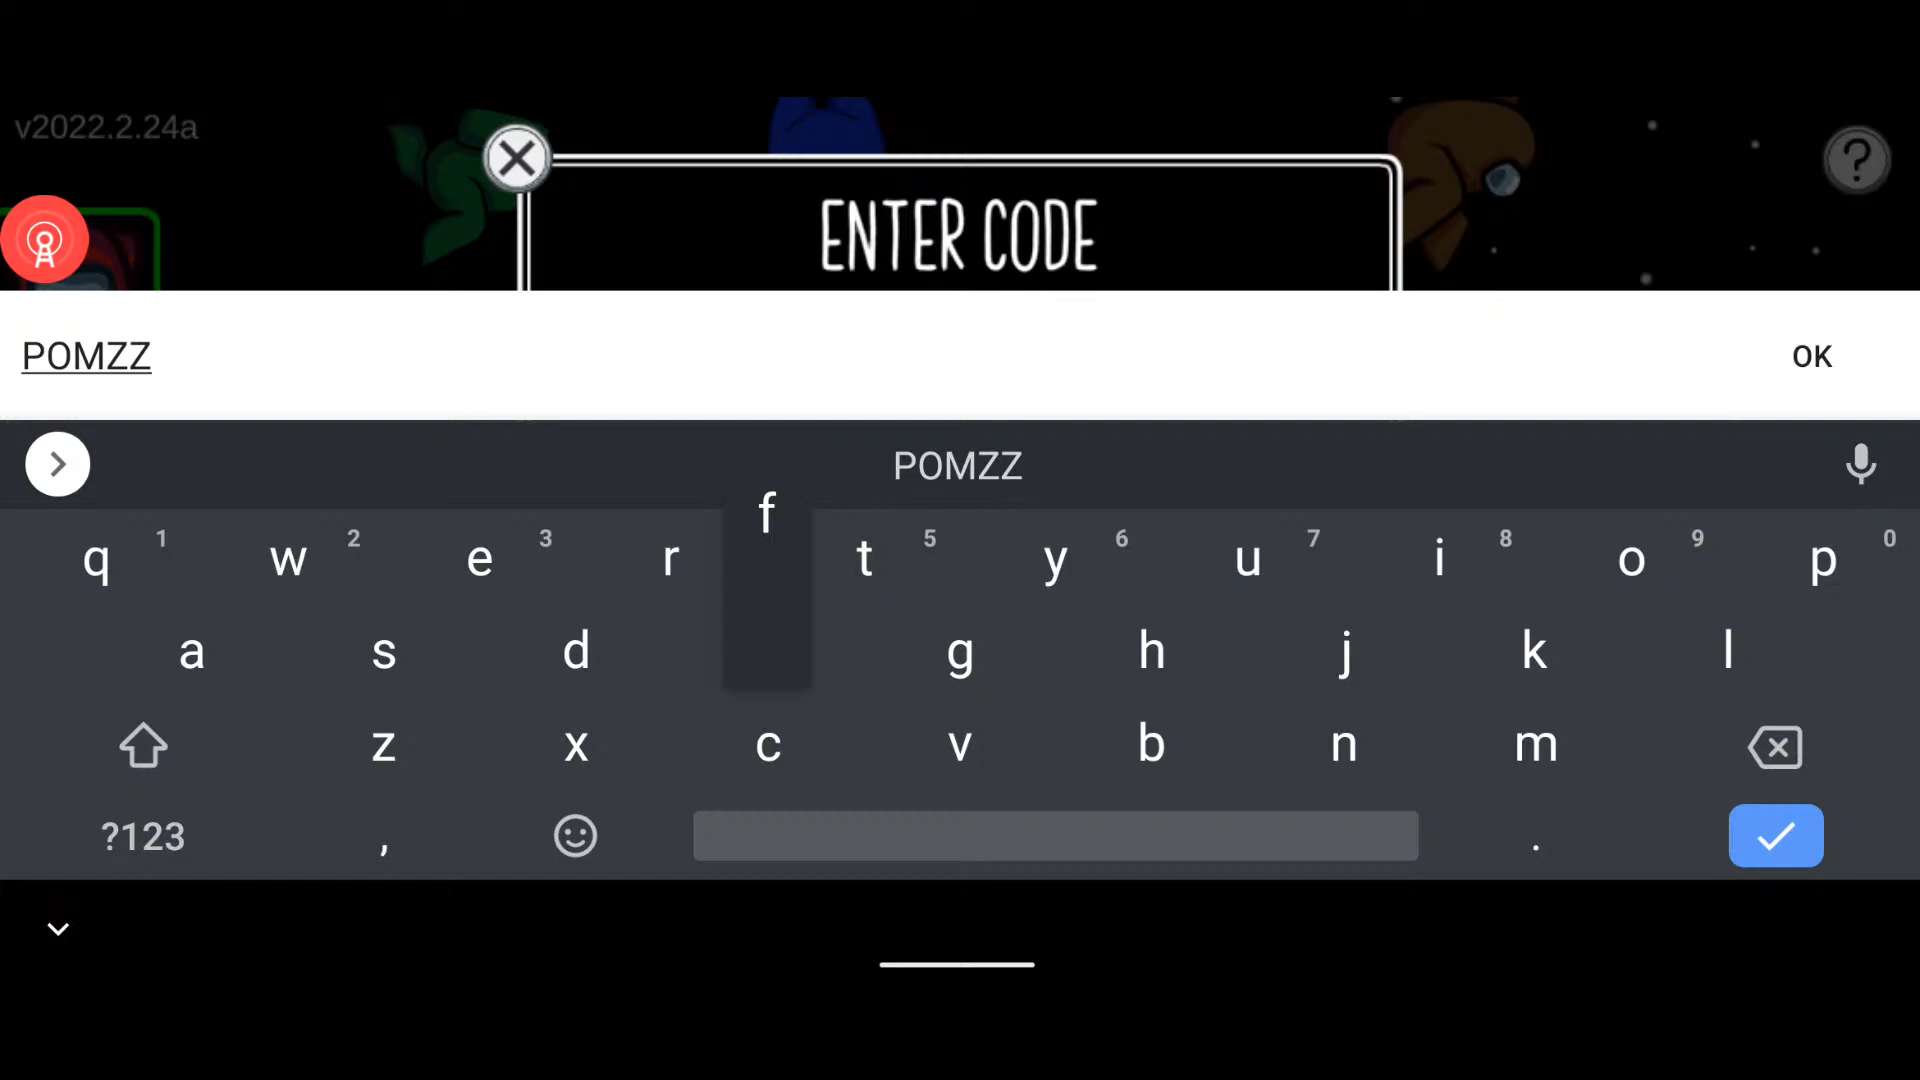 v2022.2.24a
?
ENTER CODE
POMZZ OK
POMZZ
f
q 1 w 2 e 3 r t 5 y 6 u 7 i 8 o 9 p 0
a s d g h j k l
z x c v b n m
?123 , .